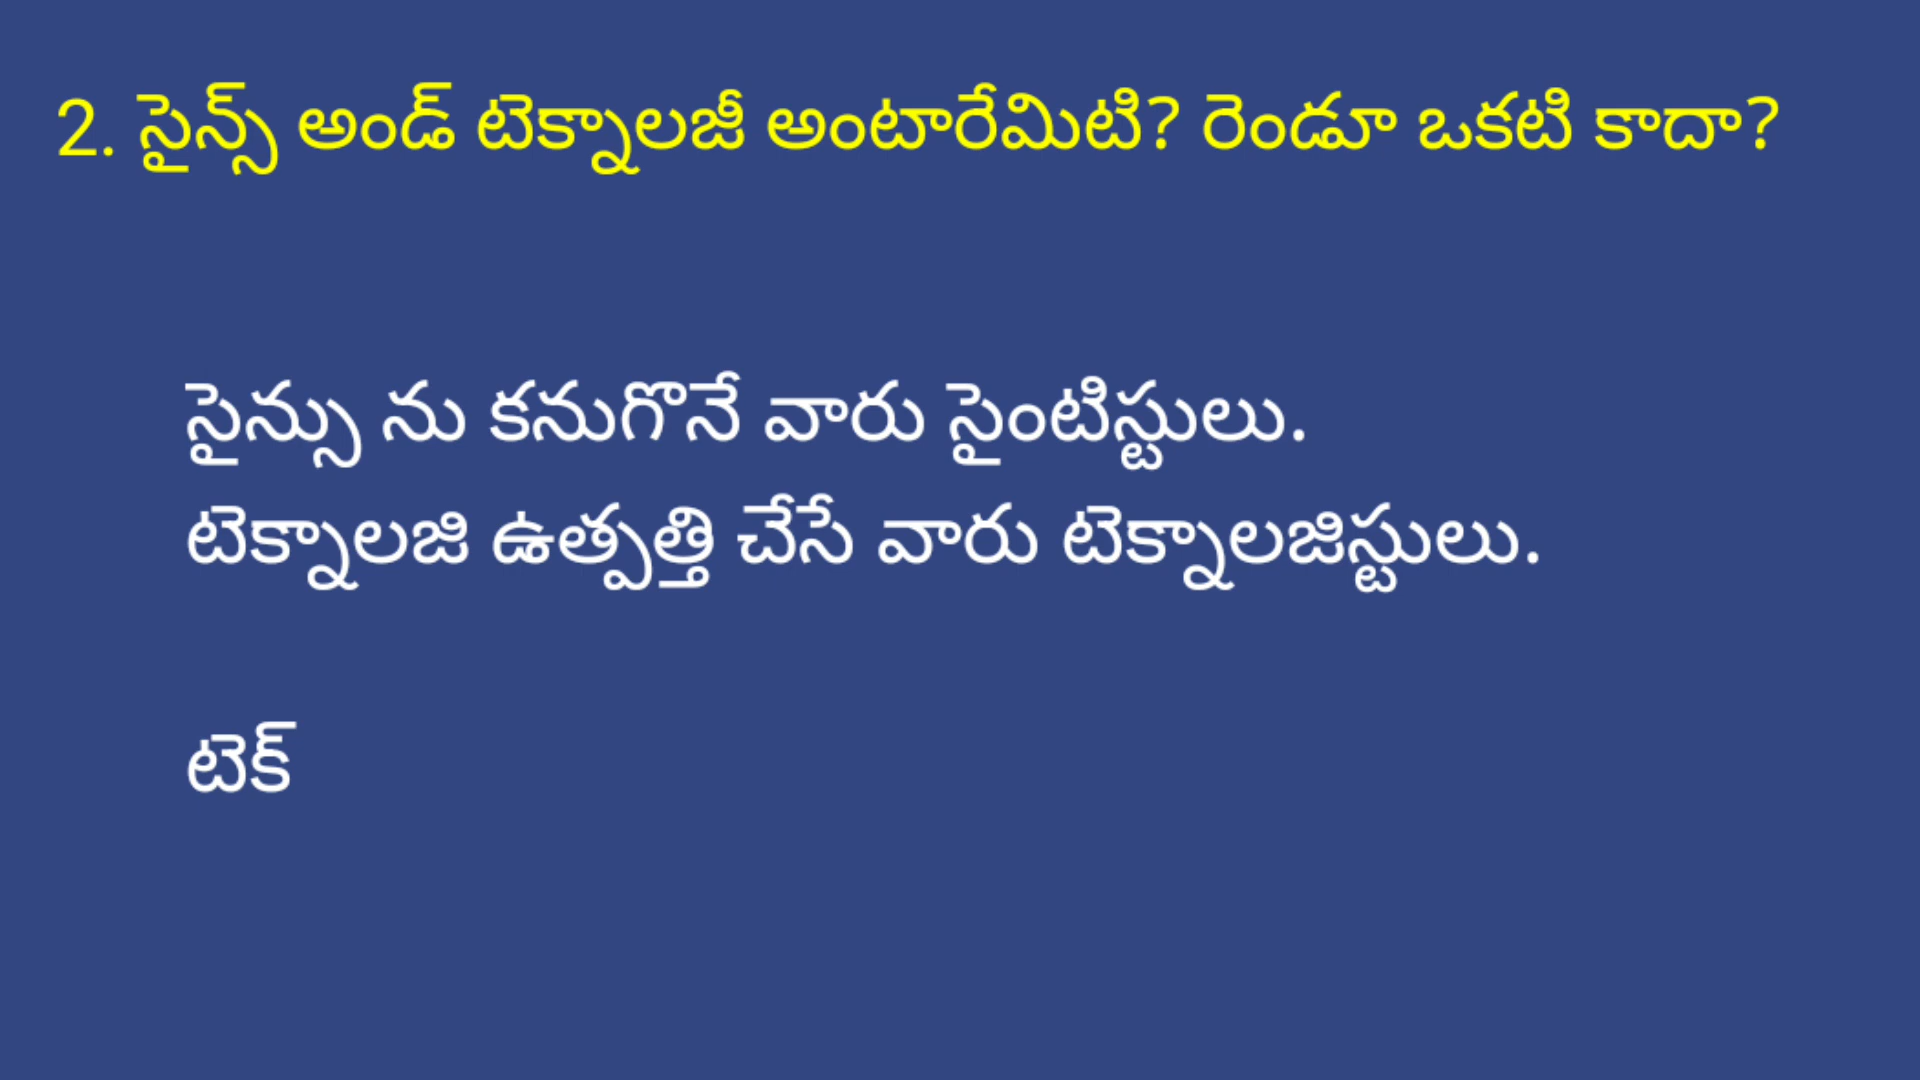 2. సైన్స్ అండ్ టెక్నాలజీ అంటారేమిటి? రెండూ ఒకటి కాదా?
సైన్సు ను కనుగొనే వారు సైంటిస్టులు.
టెక్నాలజి ఉత్పత్తి చేసే వారు టెక్నాలజిస్టులు.
టెక్